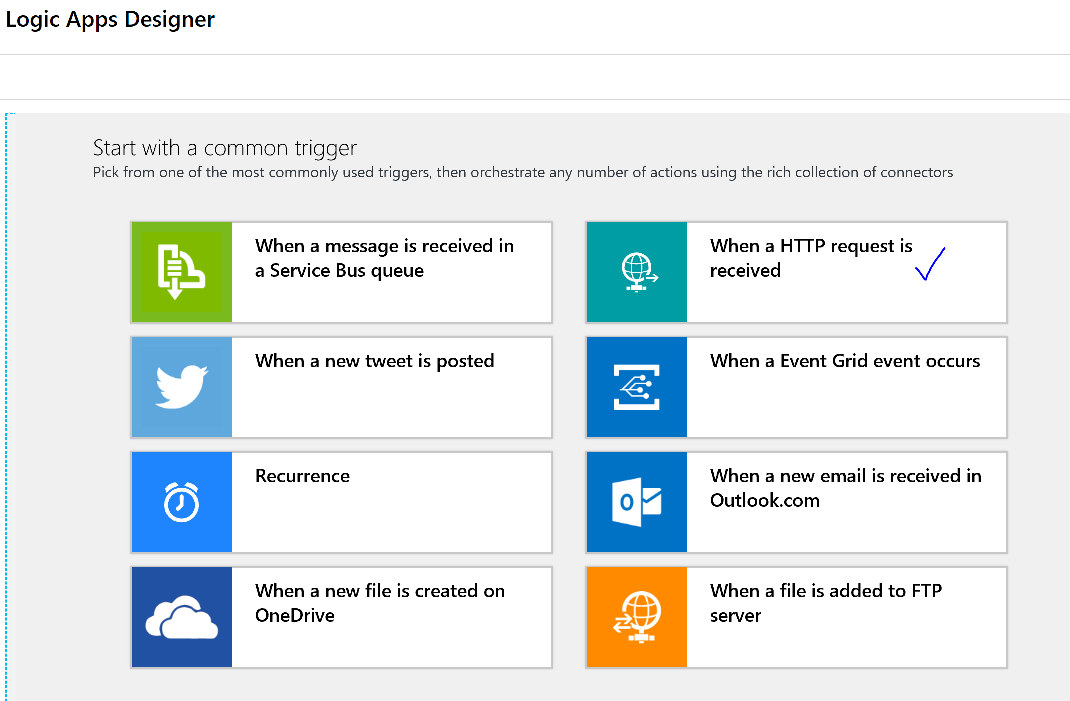 Logic Apps Designer
Start with a common trigger
Pick from one of the most commonly used triggers, then orchestrate any number of actions using the rich collection of connectors
When a message is received in
a Service Bus queue
When a HTTP request is
received
When a new tweet is posted
When a Event Grid event occurs
Recurrence
When a new email is received in
Outlook.com
When a new file is created on
OneDrive
When a file is added to FTP
server